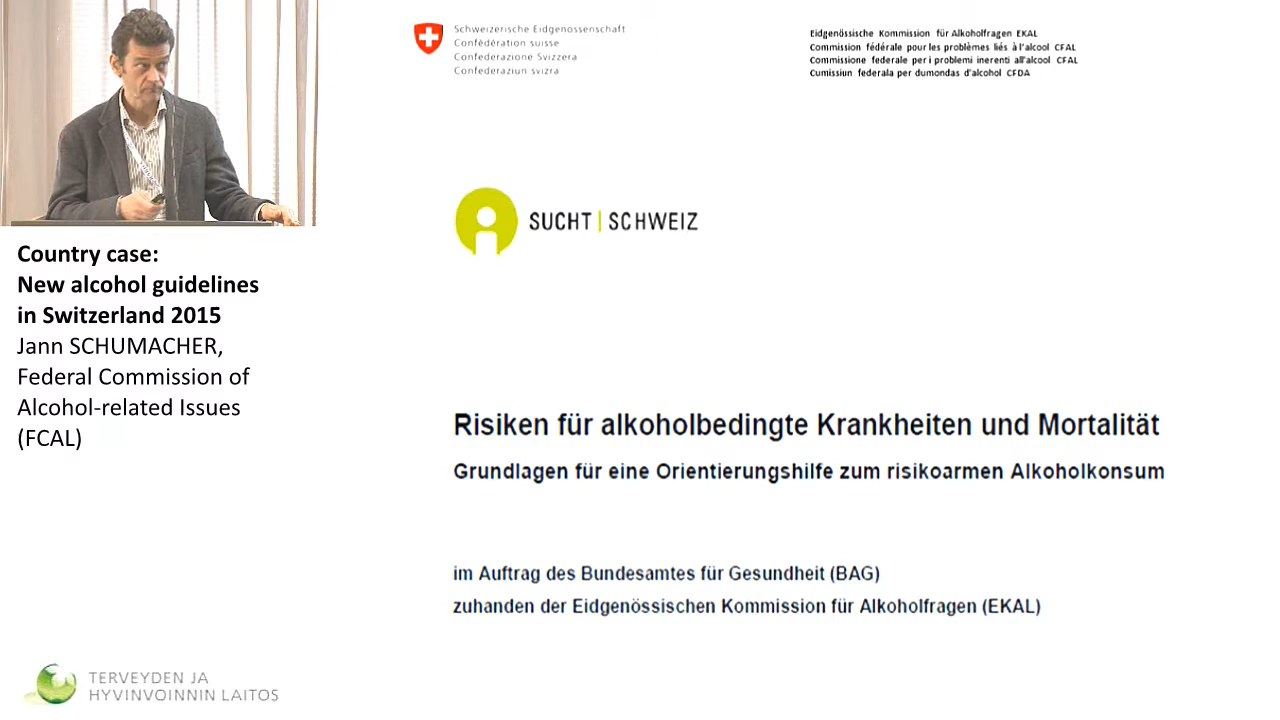 Schweizerische Eidgenossenschaft
Confédération suisse
Confederazione Svizzera
Confederaziun svizra
Eidgenössische Kommission für Alkoholfragen EKAL
Commission fédérale pour les problèmes liés à l'alcool CFAL
Commissione federale per i problemi inerenti all'alcool CFAL
Cumissiun federala per dumondas d'alcohol CFDA
SUCHT | SCHWEIZ
Country case:
New alcohol guidelines
in Switzerland 2015
Jann SCHUMACHER,
Federal Commission of
Alcohol-related Issues
(FCAL)
Risiken für alkoholbedingte Krankheiten und Mortalität
Grundlagen für eine Orientierungshilfe zum risikoarmen Alkoholkonsum
im Auftrag des Bundesamtes für Gesundheit (BAG)
zuhanden der Eidgenössischen Kommission für Alkoholfragen (EKAL)
TERVEYDEN JA
HYVINVOINNIN LAITOS